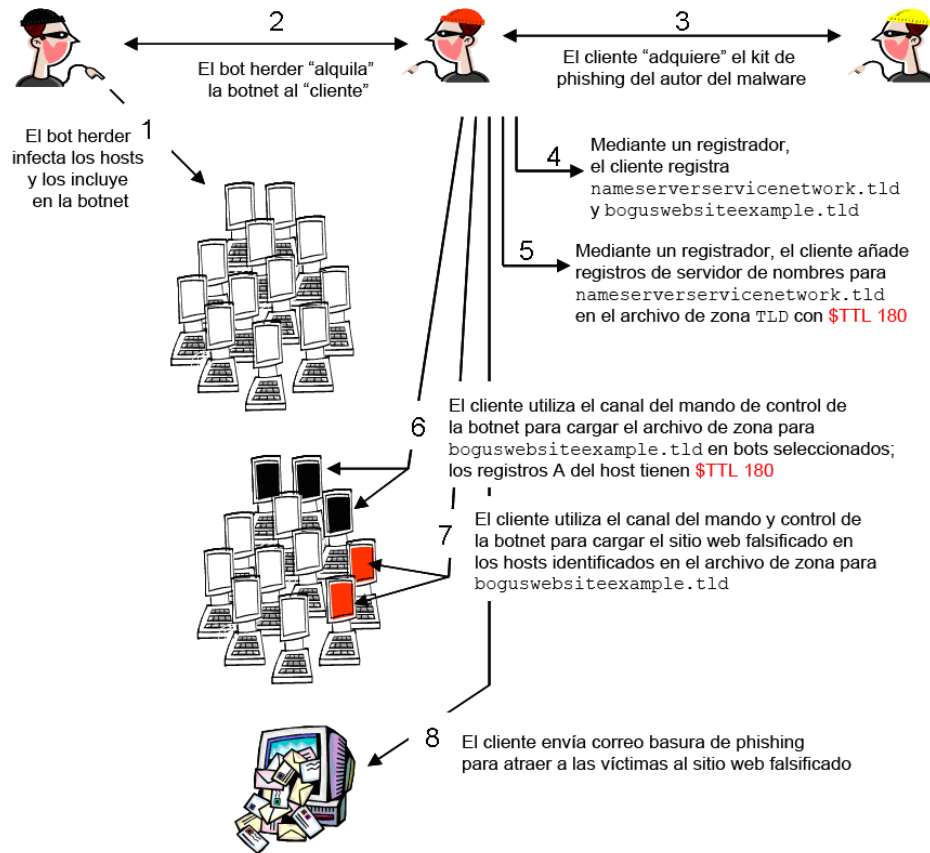 2
El bot herder “alquila”
la botnet al “cliente”
3
El cliente “adquiere” el kit de
phishing del autor del malware
1
El bot herder
infecta los hosts
y los incluye
en la botnet
4
Mediante un registrador,
el cliente registra
nameserverservicenetwork.tld
y boguswebsiteexample.tld
5
Mediante un registrador, el cliente añade
registros de servidor de nombres para
nameserverservicenetwork.tld
en el archivo de zona TLD con $TTL 180
6
El cliente utiliza el canal del mando de control de
la botnet para cargar el archivo de zona para
boguswebsiteexample.tld en bots seleccionados;
los registros A del host tienen $TTL 180
7
El cliente utiliza el canal del mando y control de
la botnet para cargar el sitio web falsificado en
los hosts identificados en el archivo de zona para
boguswebsiteexample.tld
8
El cliente envía correo basura de phishing
para atraer a las víctimas al sitio web falsificado